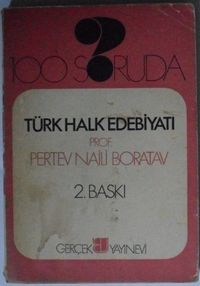 100 SORUDA
TÜRK HALK EDEBİYATI
PROF.
PERTEV NAİLİ BORATAV
2. BASKI
GERÇEK YAYINEVİ